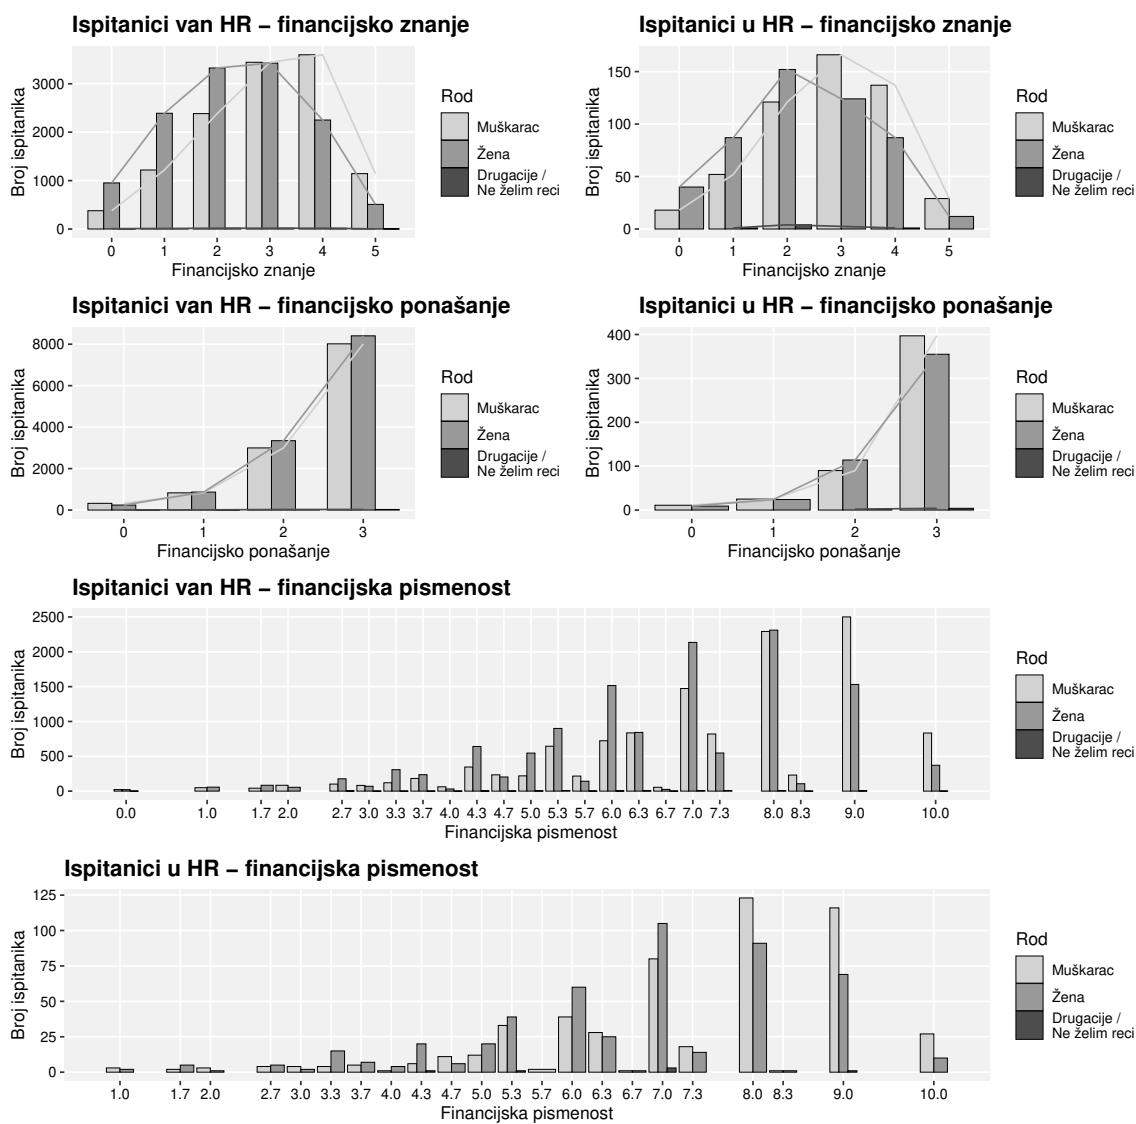 Ispitanici van HR – financijsko znanje
Broj ispitanika
3000
2000
1000
0
0 1 2 3 4 5
Financijsko znanje
Rod
Muškarac
Žena
Drugacije /
Ne želim reci
Ispitanici u HR – financijsko znanje
Broj ispitanika
150
100
50
0
0 1 2 3 4 5
Financijsko znanje
Rod
Muškarac
Žena
Drugacije /
Ne želim reci
Ispitanici van HR – financijsko ponašanje
Broj ispitanika
8000
6000
4000
2000
0
0 1 2 3
Financijsko ponašanje
Rod
Muškarac
Žena
Drugacije /
Ne želim reci
Ispitanici u HR – financijsko ponašanje
Broj ispitanika
400
300
200
100
0
0 1 2 3
Financijsko ponašanje
Rod
Muškarac
Žena
Drugacije /
Ne želim reci
Ispitanici van HR – financijska pismenost
Broj ispitanika
2500
2000
1500
1000
500
0
0.0 1.0 1.7 2.0 2.7 3.0 3.3 3.7 4.0 4.3 4.7 5.0 5.3 5.7 6.0 6.3 6.7 7.0 7.3 8.0 8.3 9.0 10.0
Financijska pismenost
Rod
Muškarac
Žena
Drugacije /
Ne želim reci
Ispitanici u HR – financijska pismenost
Broj ispitanika
125
100
75
50
25
0
1.0 1.7 2.0 2.7 3.0 3.3 3.7 4.0 4.3 4.7 5.0 5.3 5.7 6.0 6.3 6.7 7.0 7.3 8.0 8.3 9.0 10.0
Financijska pismenost
Rod
Muškarac
Žena
Drugacije /
Ne želim reci